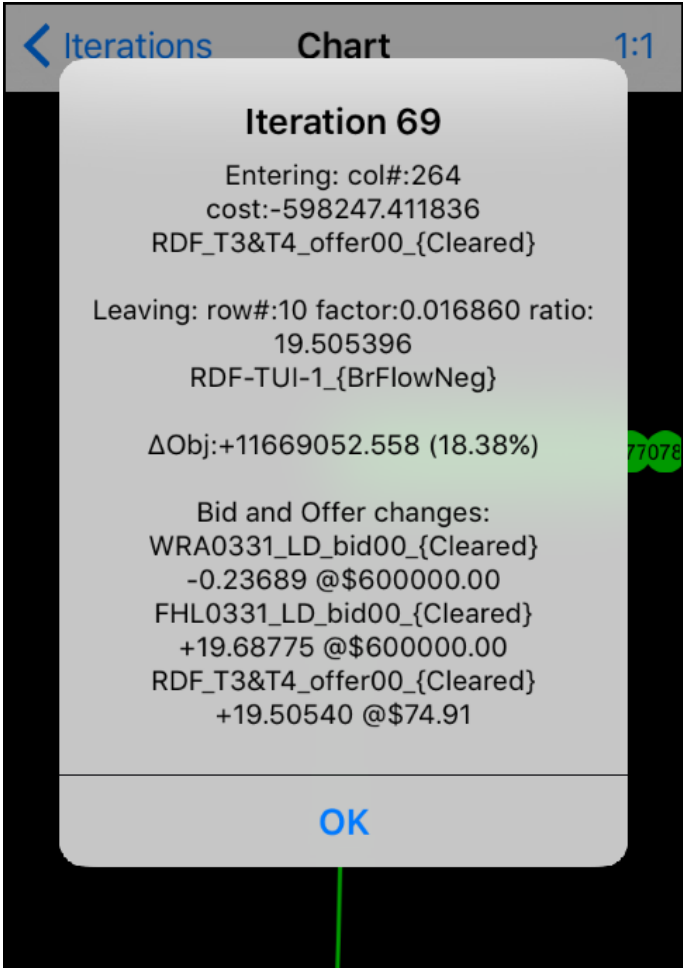 Iterations Chart 1:1
Iteration 69
Entering: col#:264
cost:-598247.411836
RDF_T3&T4_offer00_{Cleared}
Leaving: row#:10 factor:0.016860 ratio:
19.505396
RDF-TUI-1_{BrFlowNeg}
ΔObj:+11669052.558 (18.38%)
77078
Bid and Offer changes:
WRA0331_LD_bid00_{Cleared}
-0.23689 @$600000.00
FHL0331_LD_bid00_{Cleared}
+19.68775 @$600000.00
RDF_T3&T4_offer00_{Cleared}
+19.50540 @$74.91
OK